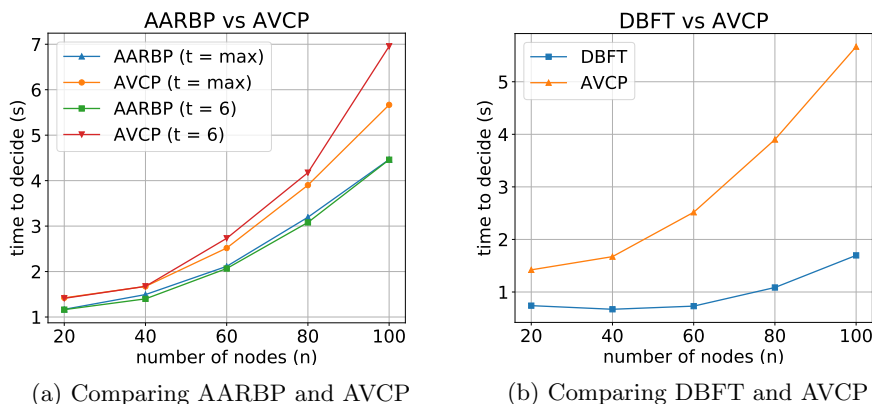 AARBP vs AVCP
AARBP (t = max)
AVCP (t = max)
AARBP (t = 6)
AVCP (t = 6)
time to decide (s)
7
6
5
4
3
2
1
20 40 60 80 100
number of nodes (n)
(a) Comparing AARBP and AVCP
DBFT vs AVCP
DBFT
AVCP
time to decide (s)
5
4
3
2
1
20 40 60 80 100
number of nodes (n)
(b) Comparing DBFT and AVCP